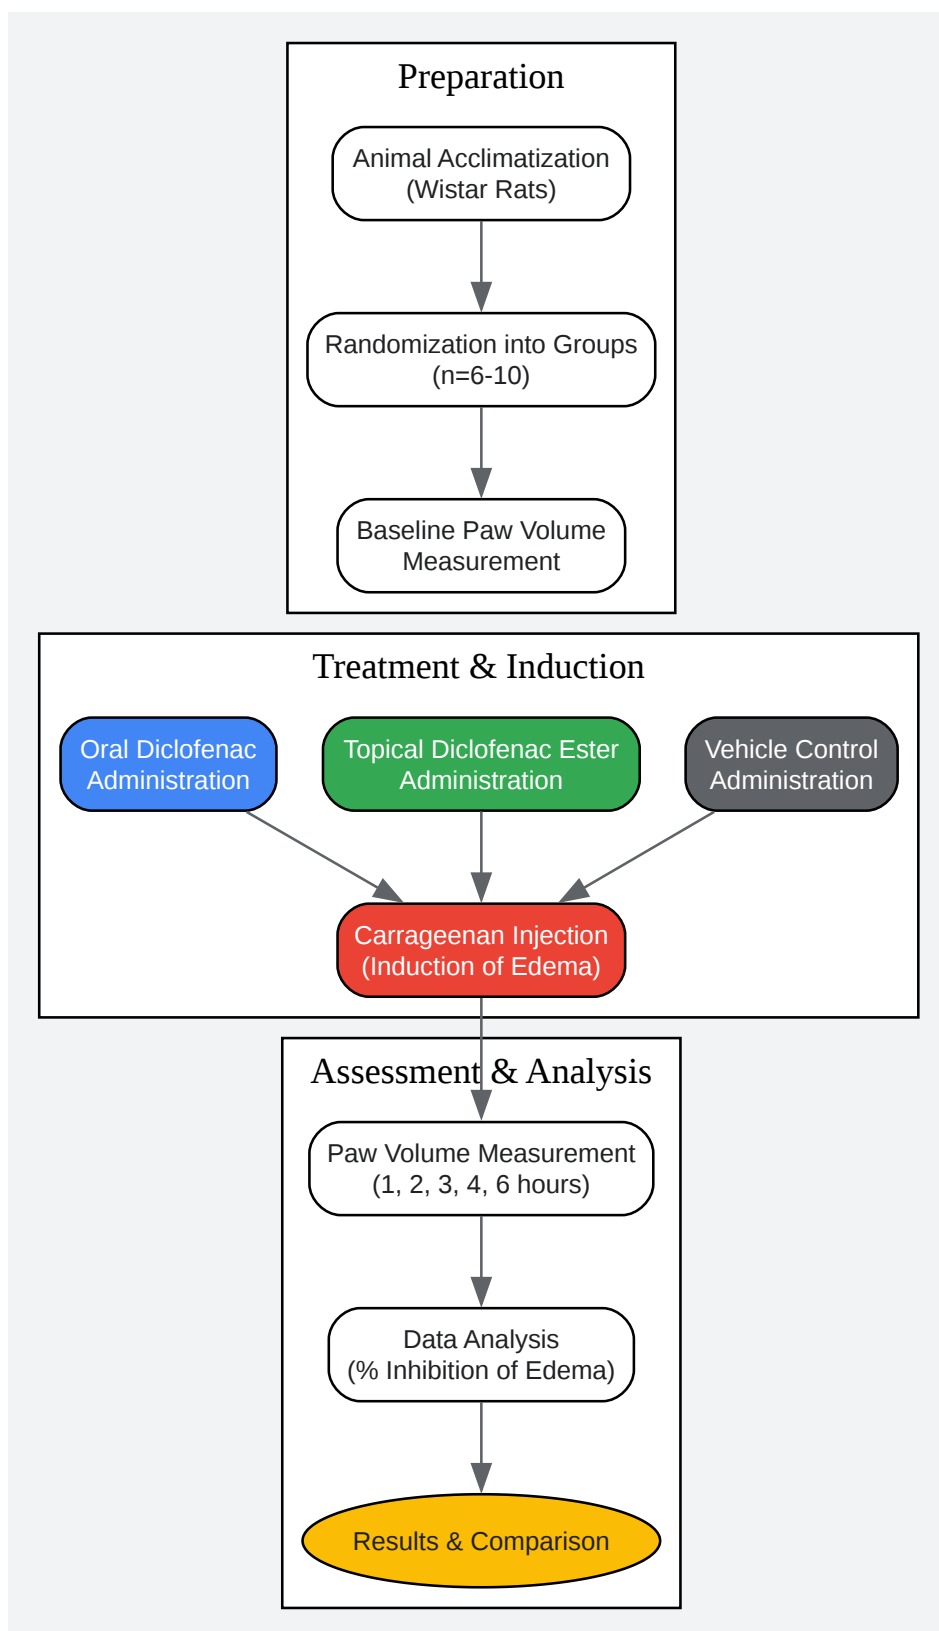 Preparation
Animal Acclimatization
(Wistar Rats)
Randomization into Groups
(n=6-10)
Baseline Paw Volume
Measurement
Treatment & Induction
Oral Diclofenac
Administration
Topical Diclofenac Ester
Administration
Vehicle Control
Administration
Carrageenan Injection
(Induction of Edema)
Assessment & Analysis
Paw Volume Measurement
(1, 2, 3, 4, 6 hours)
Data Analysis
(% Inhibition of Edema)
Results & Comparison